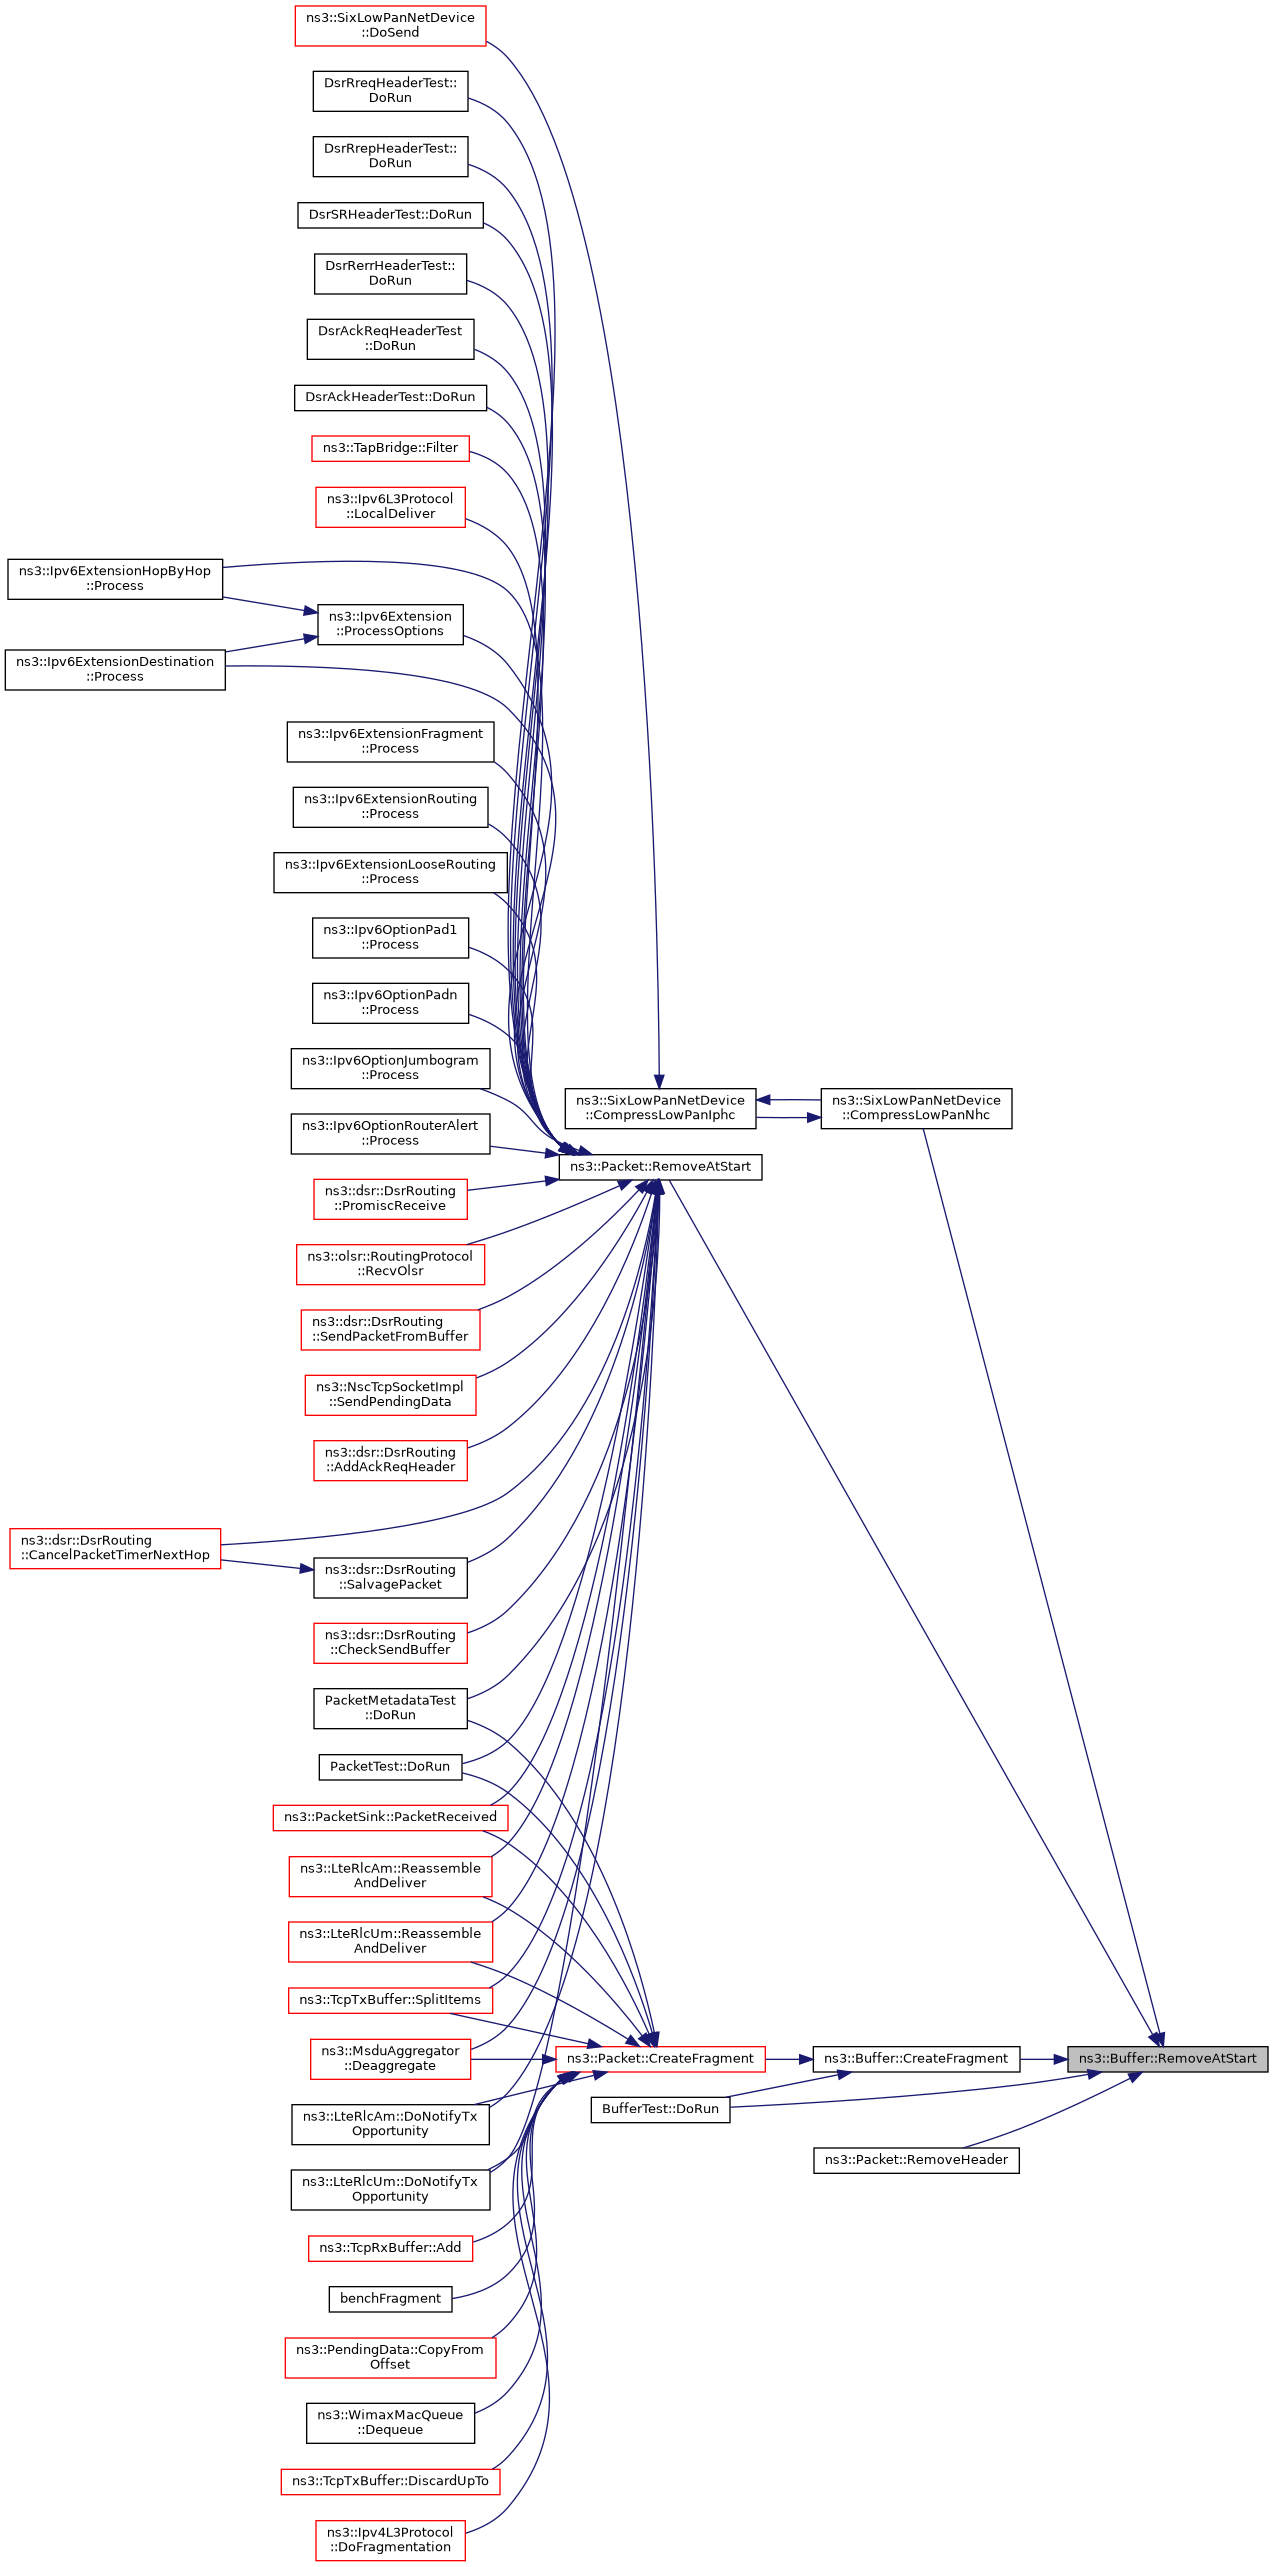 ns3::SixLowPanNetDevice
::DoSend
DsrRreqHeaderTest::
DoRun
DsrRrepHeaderTest::
DoRun
DsrSRHeaderTest::DoRun
DsrRerrHeaderTest::
DoRun
DsrAckReqHeaderTest
::DoRun
DsrAckHeaderTest::DoRun
ns3::TapBridge::Filter
ns3::Ipv6L3Protocol
::LocalDeliver
ns3::Ipv6ExtensionHopByHop
::Process
ns3::Ipv6Extension
::ProcessOptions
ns3::Ipv6ExtensionDestination
::Process
ns3::Ipv6ExtensionFragment
::Process
ns3::Ipv6ExtensionRouting
::Process
ns3::Ipv6ExtensionLooseRouting
::Process
ns3::Ipv6OptionPad1
::Process
ns3::Ipv6OptionPadn
::Process
ns3::Ipv6OptionJumbogram
::Process
ns3::SixLowPanNetDevice
::CompressLowPanIphc
ns3::SixLowPanNetDevice
::CompressLowPanNhc
ns3::Ipv6OptionRouterAlert
::Process
ns3::Packet::RemoveAtStart
ns3::dsr::DsrRouting
::PromiscReceive
ns3::olsr::RoutingProtocol
::RecvOlsr
ns3::dsr::DsrRouting
::SendPacketFromBuffer
ns3::NscTcpSocketImpl
::SendPendingData
ns3::dsr::DsrRouting
::AddAckReqHeader
ns3::dsr::DsrRouting
::CancelPacketTimerNextHop
ns3::dsr::DsrRouting
::SalvagePacket
ns3::dsr::DsrRouting
::CheckSendBuffer
PacketMetadataTest
::DoRun
PacketTest::DoRun
ns3::PacketSink::PacketReceived
ns3::LteRlcAm::Reassemble
AndDeliver
ns3::LteRlcUm::Reassemble
AndDeliver
ns3::TcpTxBuffer::SplitItems
ns3::MsduAggregator
::Deaggregate
ns3::Packet::CreateFragment
ns3::Buffer::CreateFragment
ns3::Buffer::RemoveAtStart
BufferTest::DoRun
ns3::LteRlcAm::DoNotifyTx
Opportunity
ns3::Packet::RemoveHeader
ns3::LteRlcUm::DoNotifyTx
Opportunity
ns3::TcpRxBuffer::Add
benchFragment
ns3::PendingData::CopyFrom
Offset
ns3::WimaxMacQueue
::Dequeue
ns3::TcpTxBuffer::DiscardUpTo
ns3::Ipv4L3Protocol
::DoFragmentation